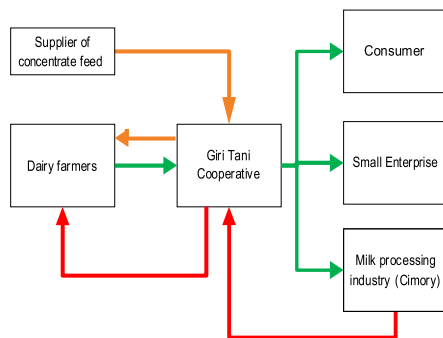 Supplier of
concentrate feed
Consumer
Dairy farmers
Giri Tani
Cooperative
Small Enterprise
Milk processing
industry (Cimory)